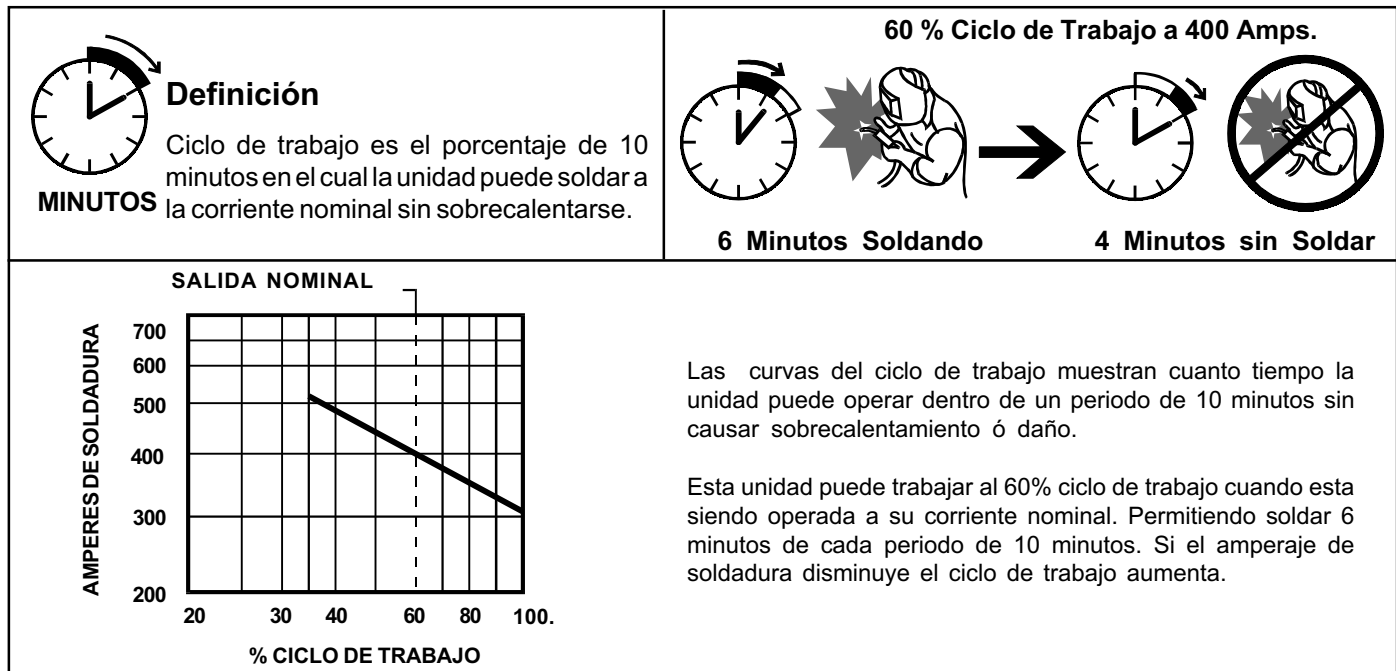 MINUTOS
Definición
Ciclo de trabajo es el porcentaje de 10
minutos en el cual la unidad puede soldar a
la corriente nominal sin sobrecalentarse.
60 % Ciclo de Trabajo a 400 Amps.
6 Minutos Soldando
4 Minutos sin Soldar
SALIDA NOMINAL
AMPERES DE SOLDADURA
700
600
500
400
300
200
20 30 40 60 80 100.
% CICLO DE TRABAJO
Las curvas del ciclo de trabajo muestran cuanto tiempo la
unidad puede operar dentro de un periodo de 10 minutos sin
causar sobrecalentamiento ó daño.
Esta unidad puede trabajar al 60% ciclo de trabajo cuando esta
siendo operada a su corriente nominal. Permitiendo soldar 6
minutos de cada periodo de 10 minutos. Si el amperaje de
soldadura disminuye el ciclo de trabajo aumenta.